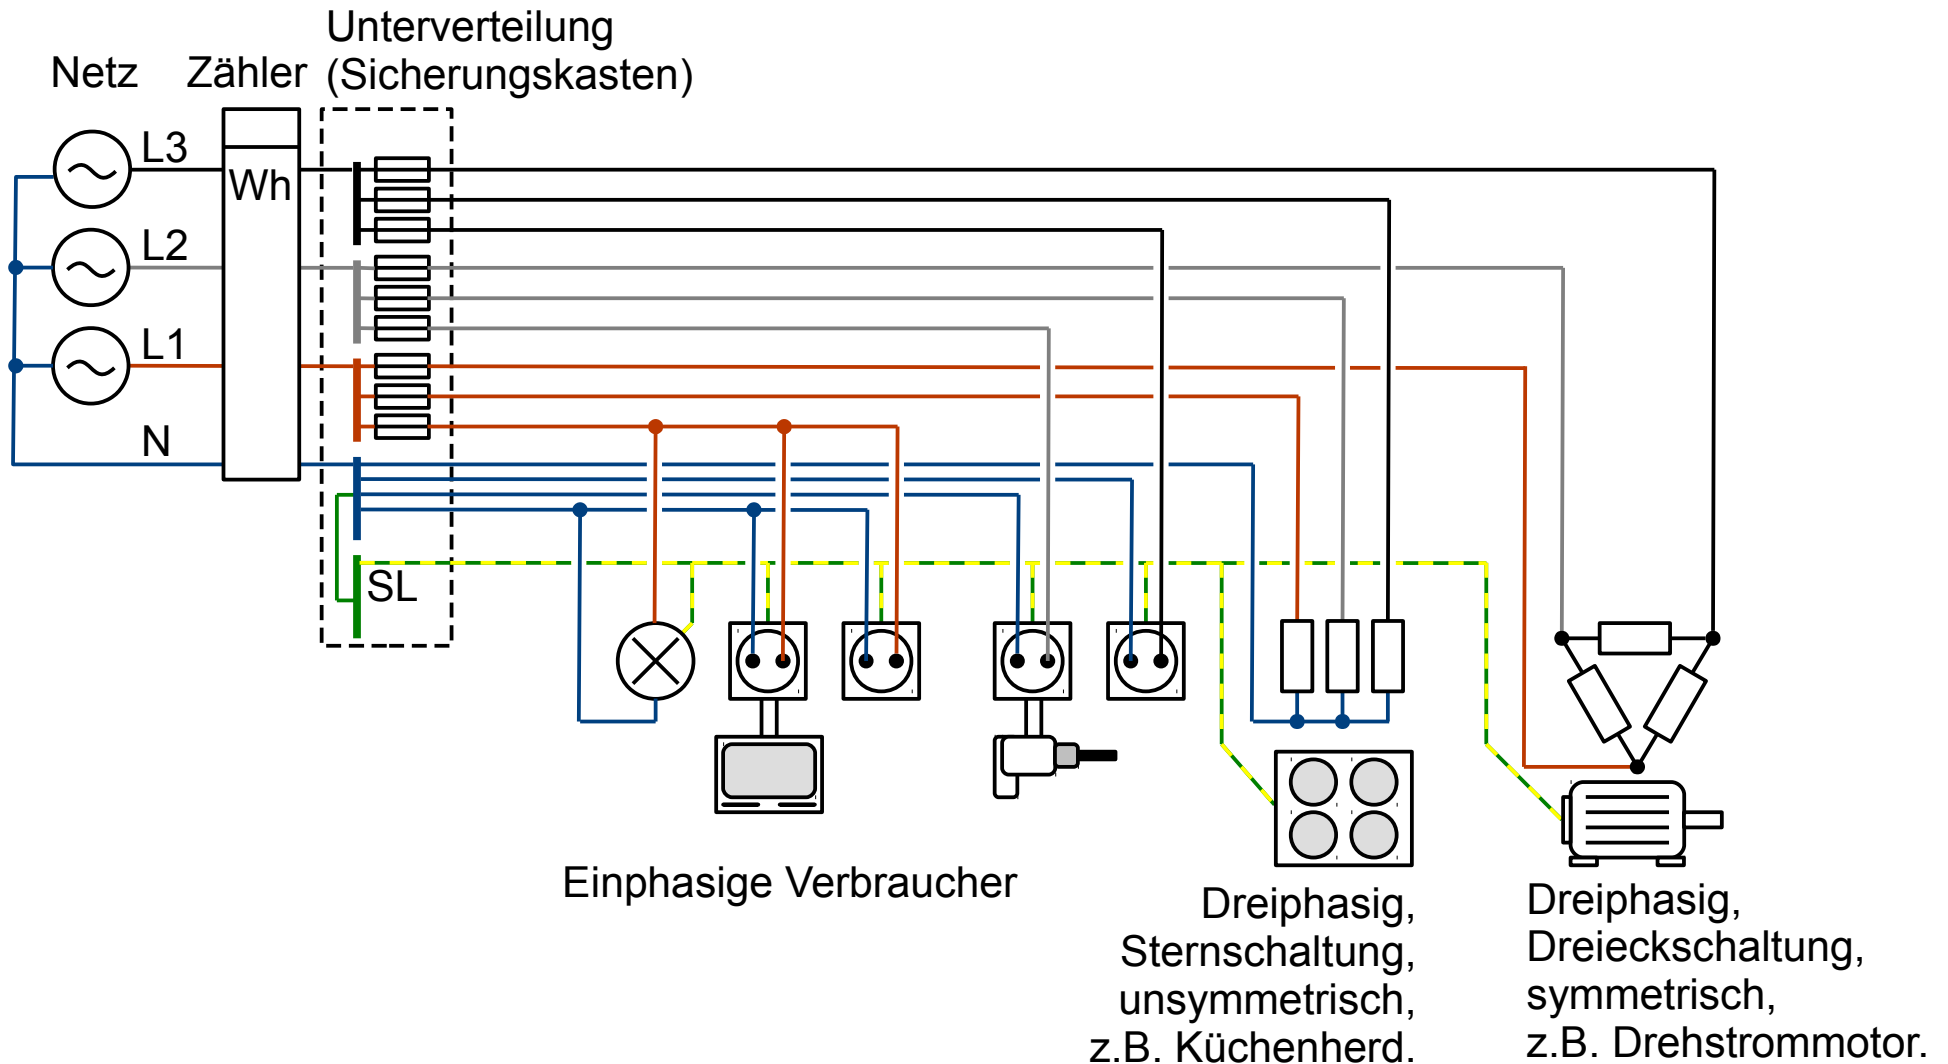 Unterverteilung
Netz Zähler (Sicherungskasten)
L3
Wh
L2
L1
N
SL
Einphasige Verbraucher
Dreiphasig,
Sternschaltung,
unsymmetrisch,
z.B. Küchenherd.
Dreiphasig,
Dreieckschaltung,
symmetrisch,
z.B. Drehstrommotor.